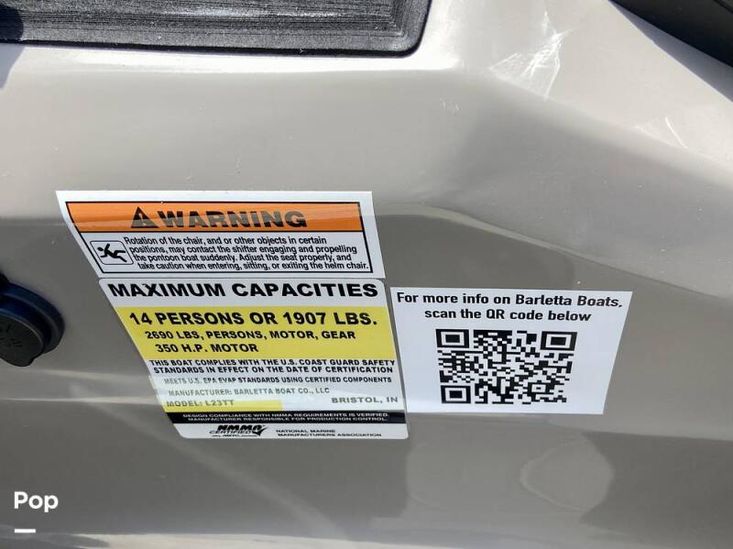 WARNING
Rotation of the chair, and or other objects in certain
positions, may contact the shifter engaging and propelling
the pontoon boat suddenly. Adjust the seat properly, and
take caution when entering, sitting, or exiting the helm chair.
MAXIMUM CAPACITIES
14 PERSONS OR 1907 LBS.
2690 LBS, PERSONS, MOTOR, GEAR
350 H.P. MOTOR
THIS BOAT COMPLIES WITH THE U.S. COAST GUARD SAFETY
STANDARDS IN EFFECT ON THE DATE OF CERTIFICATION
MEETS U.S. EPA EVAP STANDARDS USING CERTIFIED COMPONENTS
MANUFACTURER: BARLETTA BOAT CO., LLC
MODEL: L23TT BRISTOL, IN
DESIGN COMPLIANCE WITH NMMA REQUIREMENTS IS VERIFIED.
MANUFACTURER RESPONSIBLE FOR PRODUCTION CONTROL.
NMMA
CERTIFIED
NATIONAL MARINE
MANUFACTURERS ASSOCIATION
For more info on Barletta Boats,
scan the QR code below
Pop